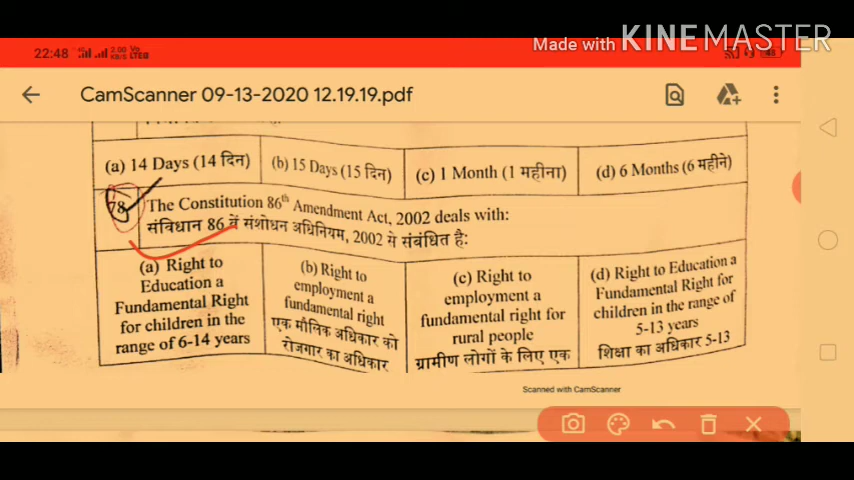 Made with KINEMASTER
22:48
CamScanner 09-13-2020 12.19.19.pdf
(a) 14 Days (14 दिन)
(b) 15 Days (15 दिन)
(c) 1 Month (1 महीना)
(d) 6 Months (6 महीने)
78
The Constitution 86th Amendment Act, 2002 deals with:
संविधान 86 वें संशोधन अधिनियम, 2002 से संबंधित है:
(a) Right to
Education a
Fundamental Right
for children in the
range of 6-14 years
(b) Right to
employment a
fundamental right
एक मौलिक अधिकार को
रोजगार का अधिकार
(c) Right to
employment a
fundamental right for
rural people
ग्रामीण लोगों के लिए एक
(d) Right to Education a
Fundamental Right for
children in the range of
5-13 years
शिक्षा का अधिकार 5-13
Scanned with CamScanner